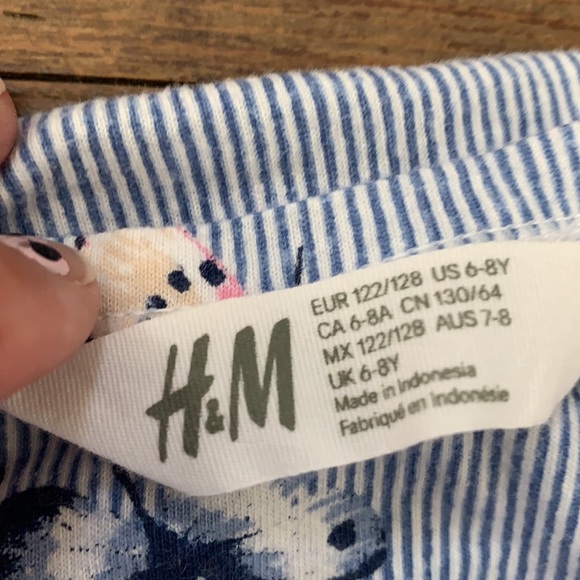 H&M
EUR 122/128 US 6-8Y
CA 6-8A CN 130/64
MX 122/128 AUS 7-8
UK 6-8Y
Made in Indonesia
Fabriqué en Indonésie